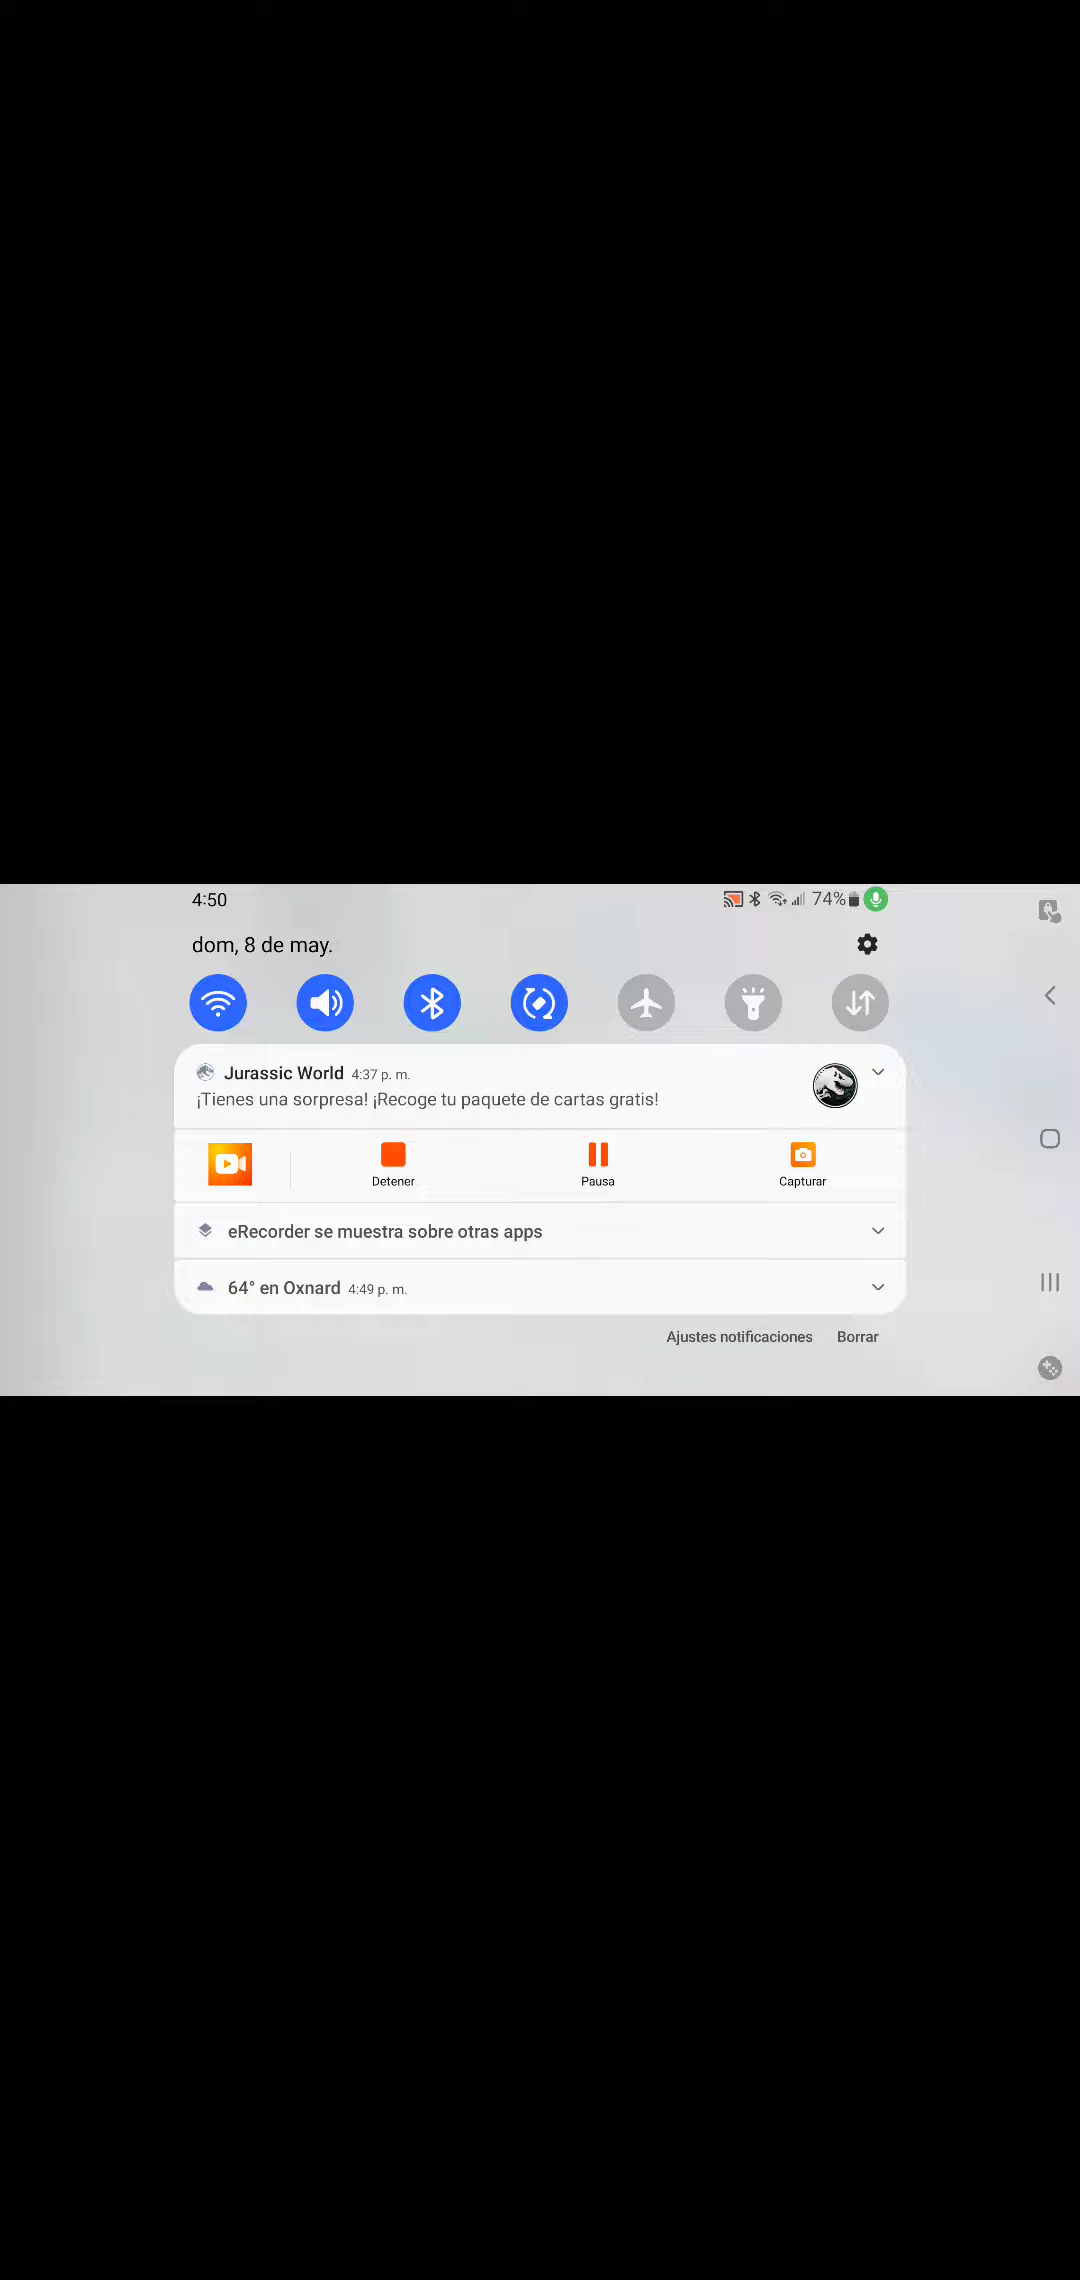 4:50
74%
dom, 8 de may.
Jurassic World 4:37 p. m.
¡Tienes una sorpresa! ¡Recoge tu paquete de cartas gratis!
Detener
Pausa
Capturar
eRecorder se muestra sobre otras apps
64° en Oxnard 4:49 p. m.
Ajustes notificaciones
Borrar